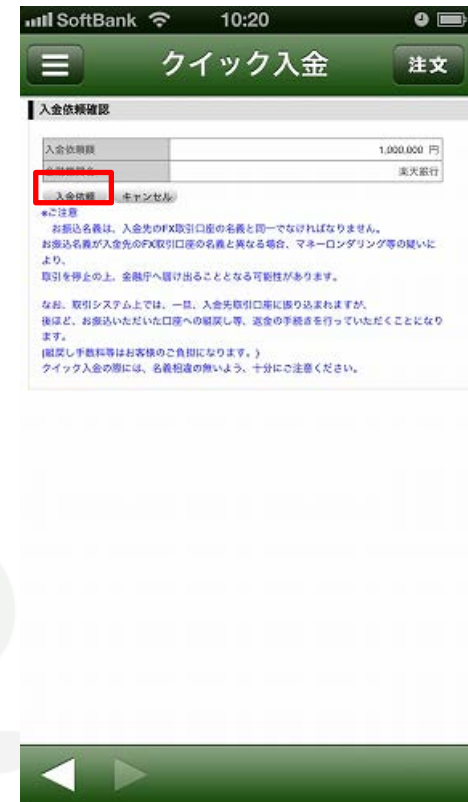 SoftBank 10:20
クイック入金
注文
入金依頼確認
入金依頼額 1,000,000 円
楽天銀行
入金依頼 キャンセル
*ご注意
お振込名義は、入金先のFX取引口座の名義と同一でなければなりません。
お振込名義が入金先のFX取引口座の名義と異なる場合、マネーロンダリング等の疑いに
より、
取引を停止の上、金融庁へ届け出ることとなる可能性があります。
なお、取引システム上では、一旦、入金先取引口座に振り込まれますが、
後ほど、お振込いただいた口座への組戻し等、返金の手続きを行っていただくことになり
ます。
(組戻し手数料等はお客様のご負担になります。)
クイック入金の際には、名義相違の無いよう、十分にご注意ください。